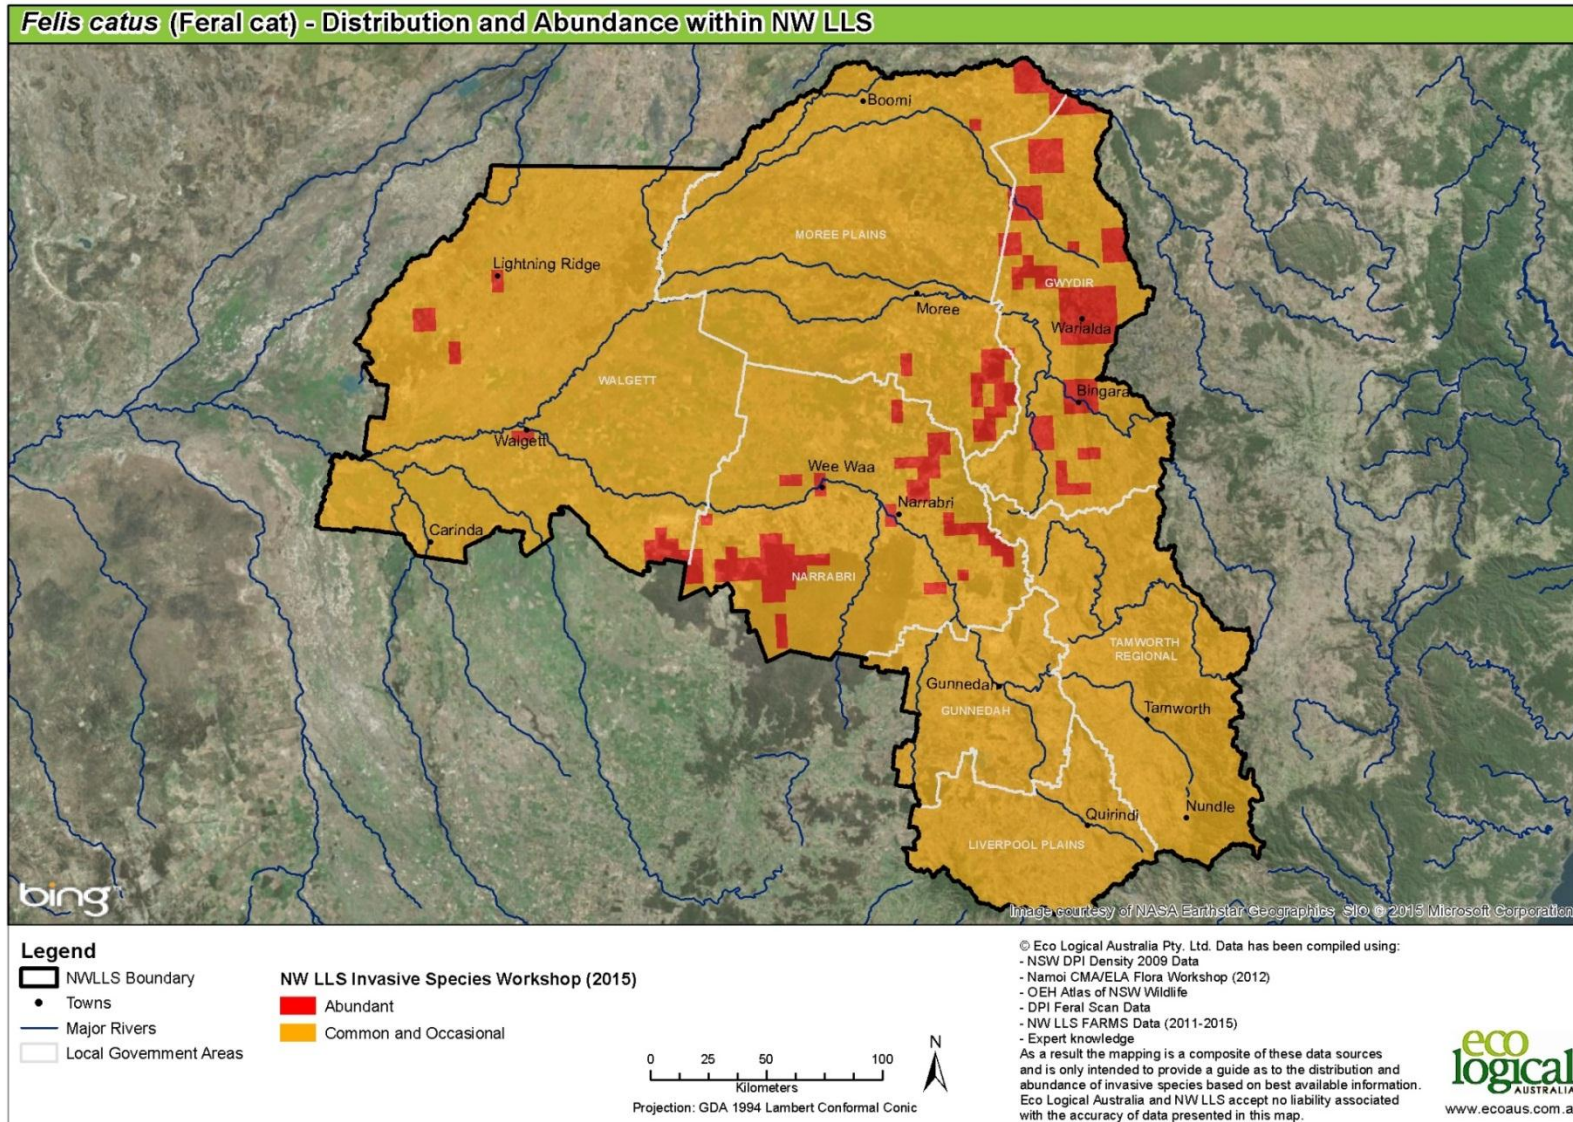 Felis catus (Feral cat) - Distribution and Abundance within NW LLS
Boomi
MOREE PLAINS
Lightning Ridge
GWYDIR
Moree
Warialda
WALGETT
Bingara
Walgett
Wee Waa
Narrabri
Carinda
NARRABRI
TAMWORTH
REGIONAL
Gunnedah
GUNNEDAH
Tamworth
Quirindi
Nundle
LIVERPOOL PLAINS
bing
Image courtesy of NASA Earthstar Geographics SIO © 2015 Microsoft Corporation
Legend
NWLLS Boundary
Towns
Major Rivers
Local Government Areas
NW LLS Invasive Species Workshop (2015)
Abundant
Common and Occasional
0 25 50 100
Kilometers
Projection: GDA 1994 Lambert Conformal Conic
N
© Eco Logical Australia Pty. Ltd. Data has been compiled using:
- NSW DPI Density 2009 Data
- Namoi CMA/ELA Flora Workshop (2012)
- OEH Atlas of NSW Wildlife
- DPI Feral Scan Data
- NW LLS FARMS Data (2011-2015)
- Expert knowledge
As a result the mapping is a composite of these data sources
and is only intended to provide a guide as to the distribution and
abundance of invasive species based on best available information.
Eco Logical Australia and NW LLS accept no liability associated
with the accuracy of data presented in this map.
eco
logical
AUSTRALIA
www.ecoaus.com.a